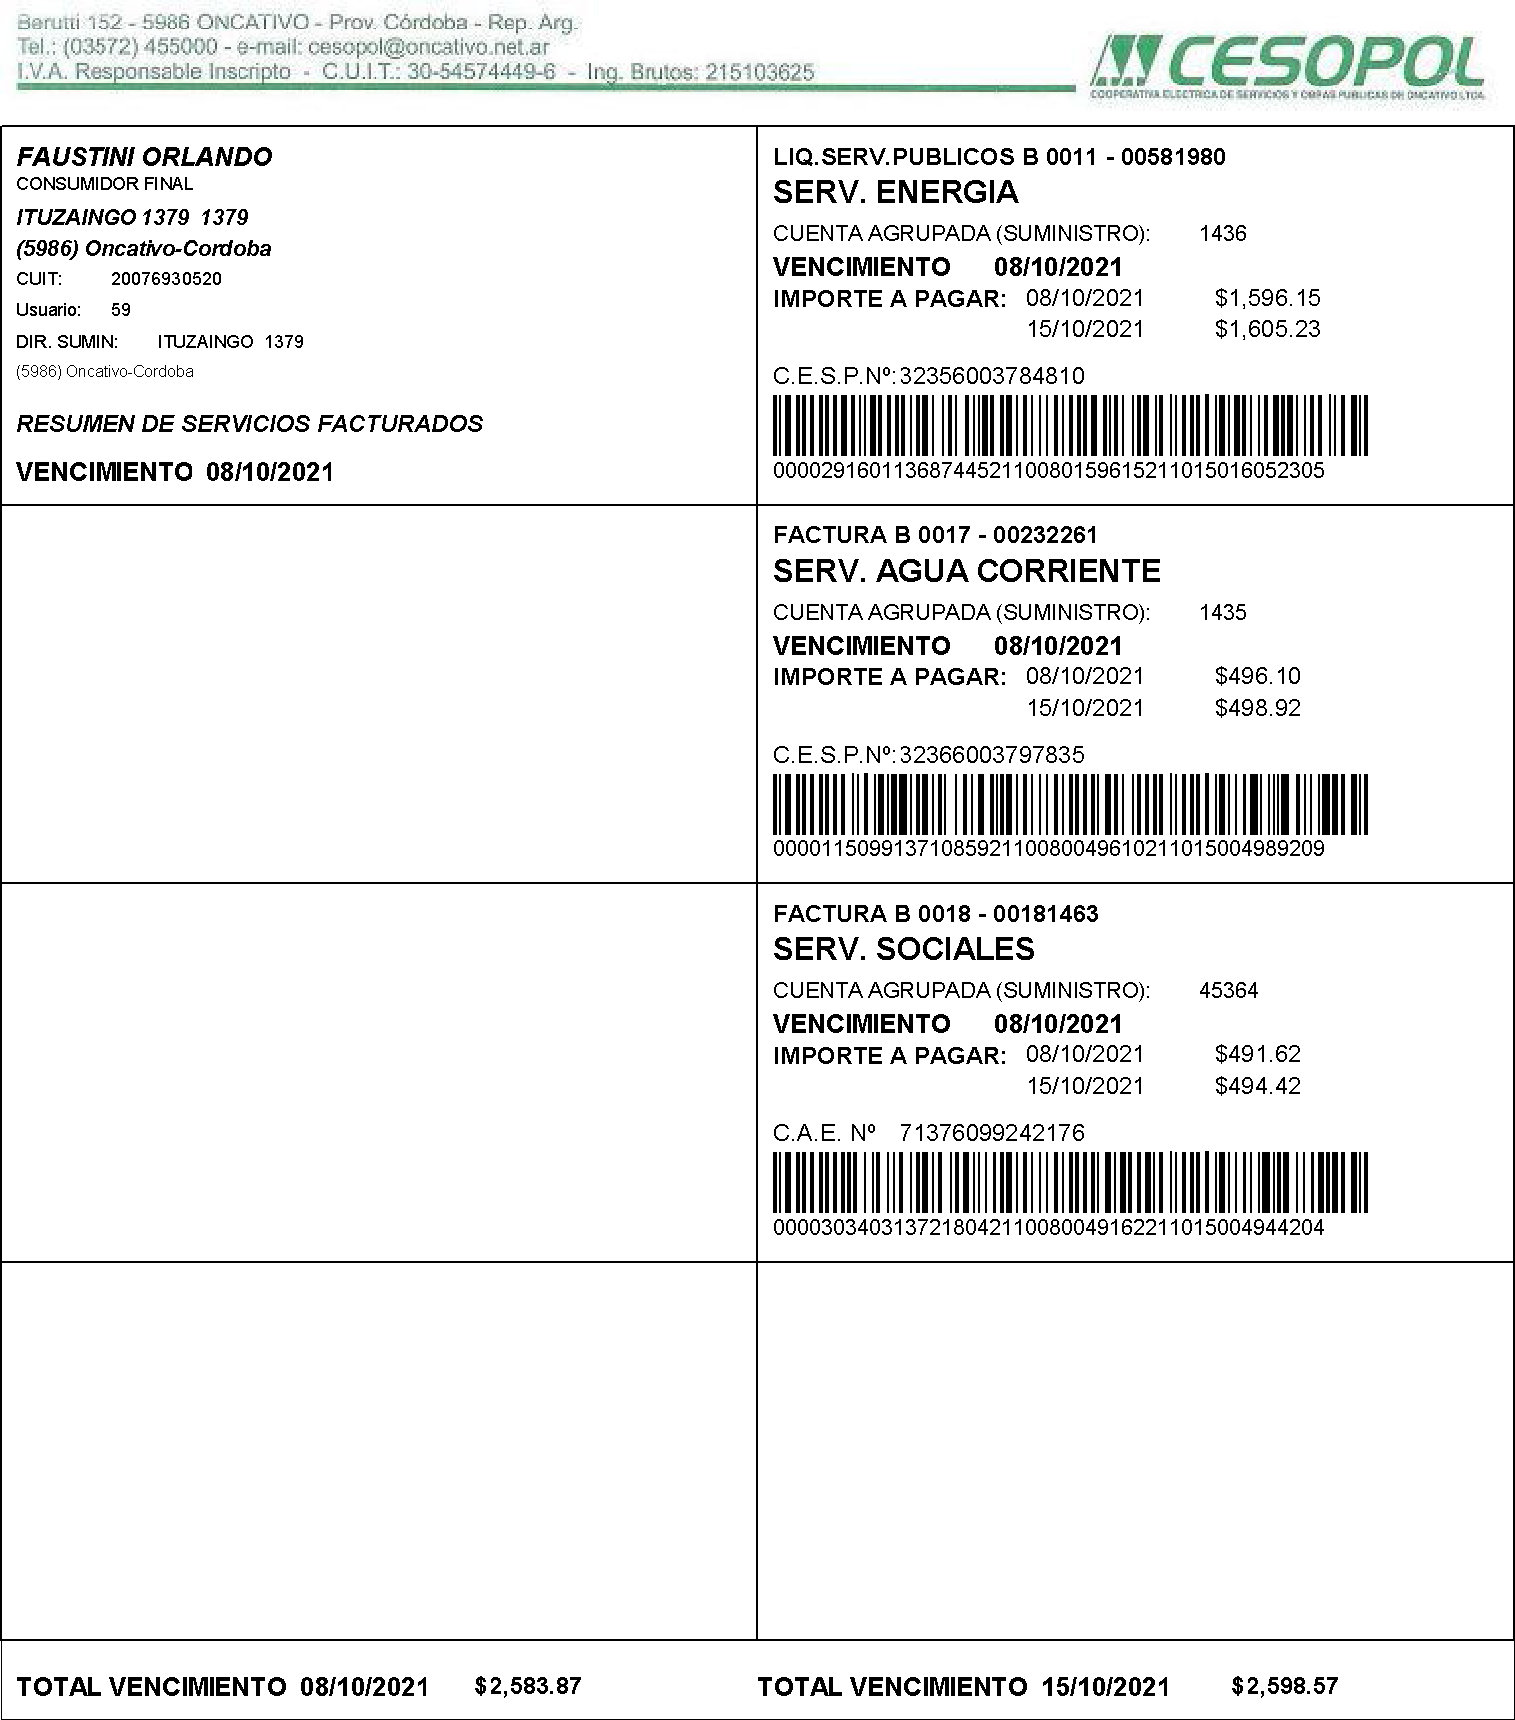 Berutti 152 - 5986 ONCATIVO - Prov. Córdoba - Rep. Arg.
Tel.: (03572) 455000 - e-mail: cesopol@oncativo.net.ar
I.V.A. Responsable Inscripto - C.U.I.T.: 30-54574449-6 - Ing. Brutos: 215103625
CESOPOL
COOPERATIVA ELECTRICA DE SERVICIOS Y OBRAS PUBLICAS DE ONCATIVO LTDA.
FAUSTINI ORLANDO
CONSUMIDOR FINAL
ITUZAINGO 1379 1379
(5986) Oncativo-Cordoba
CUIT: 20076930520
Usuario: 59
DIR. SUMIN: ITUZAINGO 1379
(5986) Oncativo-Cordoba
RESUMEN DE SERVICIOS FACTURADOS
VENCIMIENTO 08/10/2021
LIQ.SERV.PUBLICOS B 0011 - 00581980
SERV. ENERGIA
CUENTA AGRUPADA (SUMINISTRO): 1436
VENCIMIENTO 08/10/2021
IMPORTE A PAGAR: 08/10/2021 $1,596.15
15/10/2021 $1,605.23
C.E.S.P.Nº: 32356003784810
00002916011368744521100801596152110150160​52305
FACTURA B 0017 - 00232261
SERV. AGUA CORRIENTE
CUENTA AGRUPADA (SUMINISTRO): 1435
VENCIMIENTO 08/10/2021
IMPORTE A PAGAR: 08/10/2021 $496.10
15/10/2021 $498.92
C.E.S.P.Nº: 32366003797835
0000115099137108592110080049610211015004989209
FACTURA B 0018 - 00181463
SERV. SOCIALES
CUENTA AGRUPADA (SUMINISTRO): 45364
VENCIMIENTO 08/10/2021
IMPORTE A PAGAR: 08/10/2021 $491.62
15/10/2021 $494.42
C.A.E. Nº 71376099242176
0000303403137218042110080049162211015004944204
TOTAL VENCIMIENTO 08/10/2021 $2,583.87
TOTAL VENCIMIENTO 15/10/2021 $2,598.57